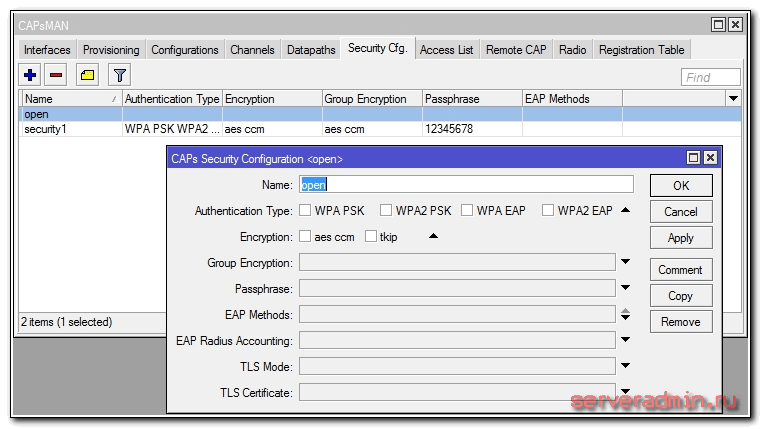 CAPsMAN
Interfaces Provisioning Configurations Channels Datapaths Security Cfg. Access List Remote CAP Radio Registration Table
Find
Name Authentication Type Encryption Group Encryption Passphrase EAP Methods
open
security1 WPA PSK WPA2 ... aes ccm aes ccm 12345678
CAPs Security Configuration <open>
Name: open OK
Authentication Type: WPA PSK WPA2 PSK WPA EAP WPA2 EAP Cancel
Encryption: aes ccm tkip Apply
Group Encryption: Comment
Passphrase: Copy
EAP Methods: Remove
2 items (1 selected)
EAP Radius Accounting:
TLS Mode:
TLS Certificate:
serveradmin.ru